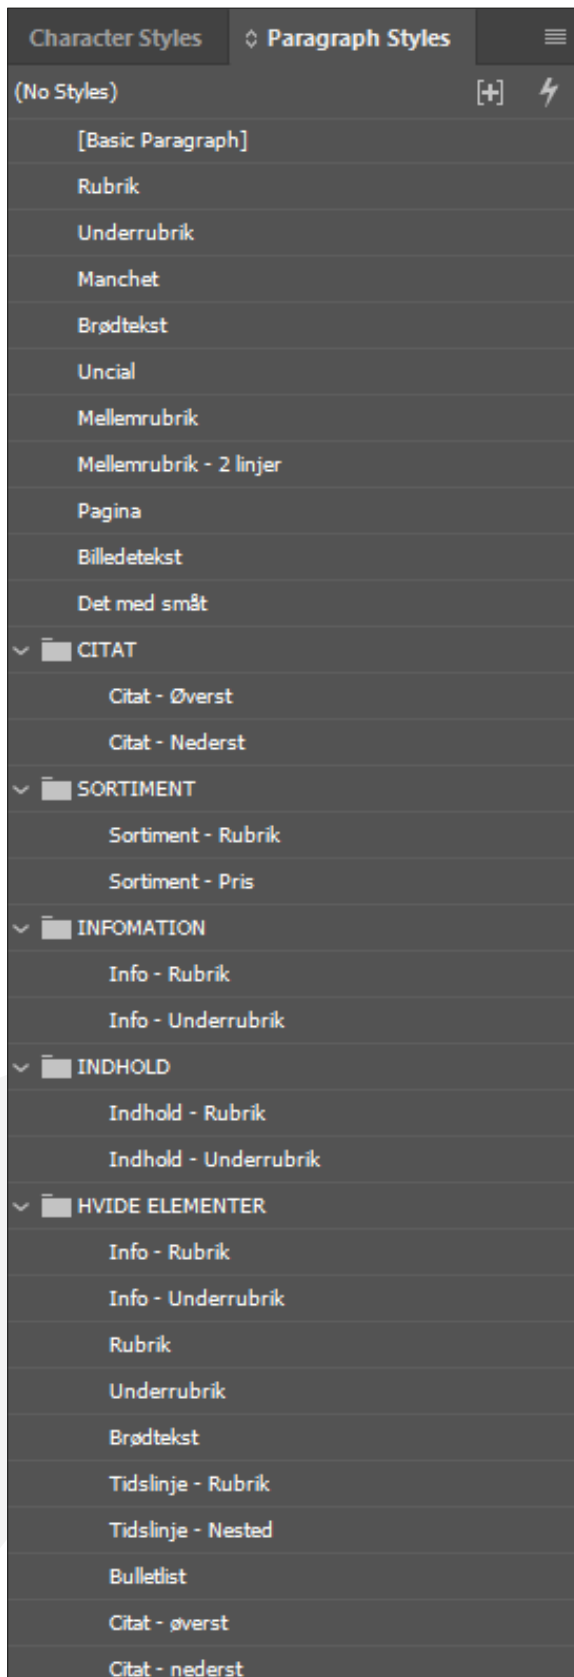 Character Styles Paragraph Styles
(No Styles) [+]
[Basic Paragraph]
Rubrik
Underrubrik
Manchet
Brødtekst
Uncial
Mellemrubrik
Mellemrubrik - 2 linjer
Pagina
Billedetekst
Det med småt
CITAT
Citat - Øverst
Citat - Nederst
SORTIMENT
Sortiment - Rubrik
Sortiment - Pris
INFOMATION
Info - Rubrik
Info - Underrubrik
INDHOLD
Indhold - Rubrik
Indhold - Underrubrik
HVIDE ELEMENTER
Info - Rubrik
Info - Underrubrik
Rubrik
Underrubrik
Brødtekst
Tidslinje - Rubrik
Tidslinje - Nested
Bulletlist
Citat - øverst
Citat - nederst